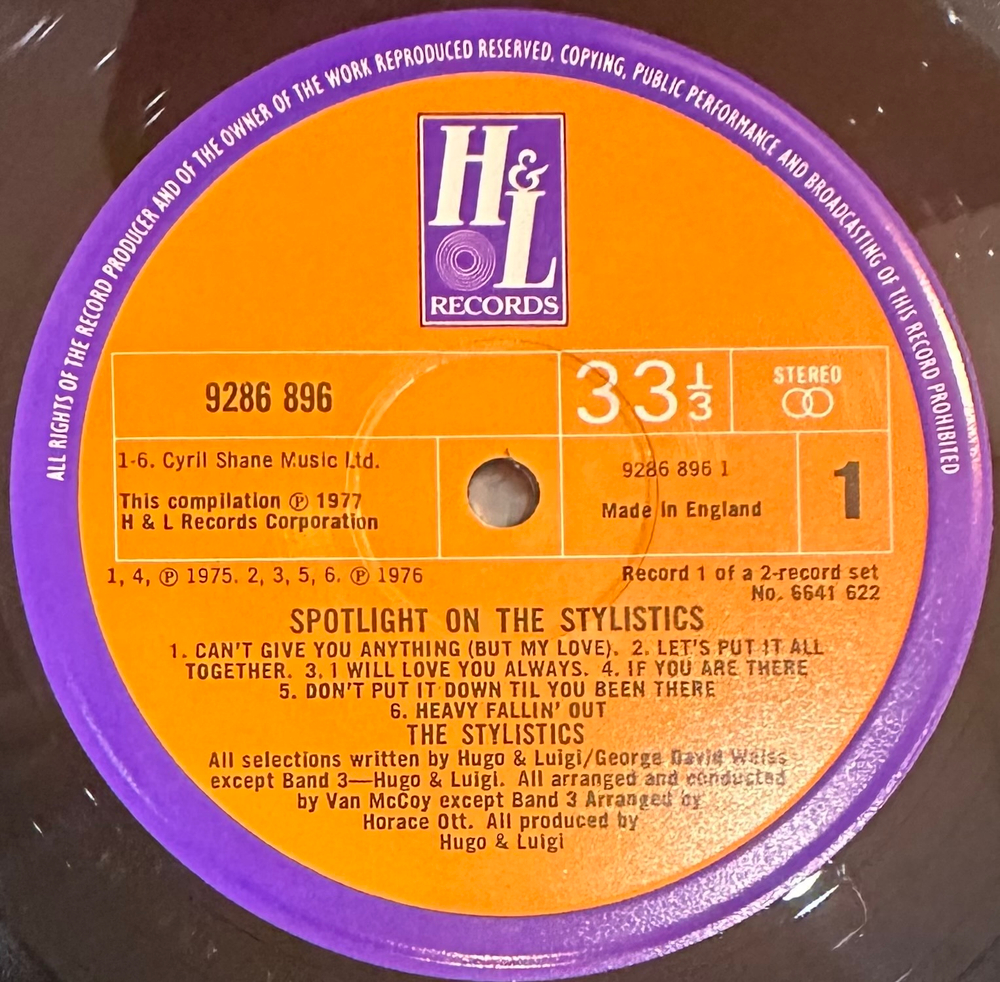 ALL RIGHTS OF THE RECORD PRODUCER AND OF THE OWNER OF THE WORK REPRODUCED RESERVED. COPYING, PUBLIC PERFORMANCE AND BROADCASTING OF THIS RECORD PROHIBITED
H&L
RECORDS
9286 896
33 1/3
STEREO
1-6. Cyril Shane Music Ltd.
This compilation ℗ 1977
H & L Records Corporation
9286 896 1
Made in England
1
1, 4, ℗ 1975. 2, 3, 5, 6. ℗ 1976
Record 1 of a 2-record set
No. 6641 622
SPOTLIGHT ON THE STYLISTICS
1. CAN'T GIVE YOU ANYTHING (BUT MY LOVE). 2. LET'S PUT IT ALL
TOGETHER. 3. I WILL LOVE YOU ALWAYS. 4. IF YOU ARE THERE
5. DON'T PUT IT DOWN TIL YOU BEEN THERE
6. HEAVY FALLIN' OUT
THE STYLISTICS
All selections written by Hugo & Luigi/George David Weiss
except Band 3—Hugo & Luigi. All arranged and conducted
by Van McCoy except Band 3 Arranged by
Horace Ott. All produced by
Hugo & Luigi